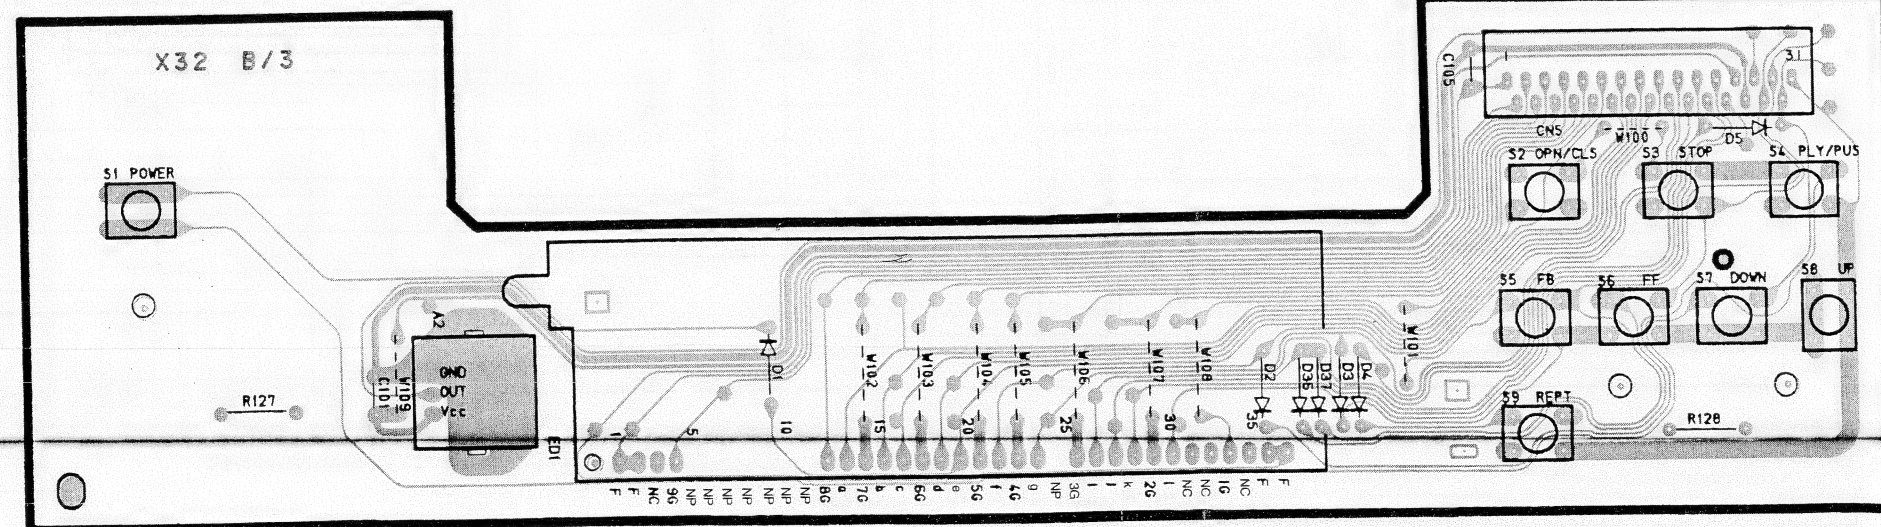 X32 B/3
C105
1
31
CN5
W100
D5
S1 POWER
S2 OPN/CLS
S3 STOP
S4 PLY/PUS
S5 FB
S6 FF
S7 DOWN
S8 UP
A2
GND
OUT
Vcc
C101
W109
R127
ED1
D1
W102
W103
W104
W105
W106
W107
W108
D2
D36
D37
D3
D4
W101
S9 REPT
R128
1
5
10
15
20
25
30
35
F
F
NC
9G
NP
NP
NP
NP
NP
NP
NP
8G
a
7G
b
c
6G
d
e
5G
f
4G
g
NP
3G
k
2G
NC
NC
1G
NC
F
F